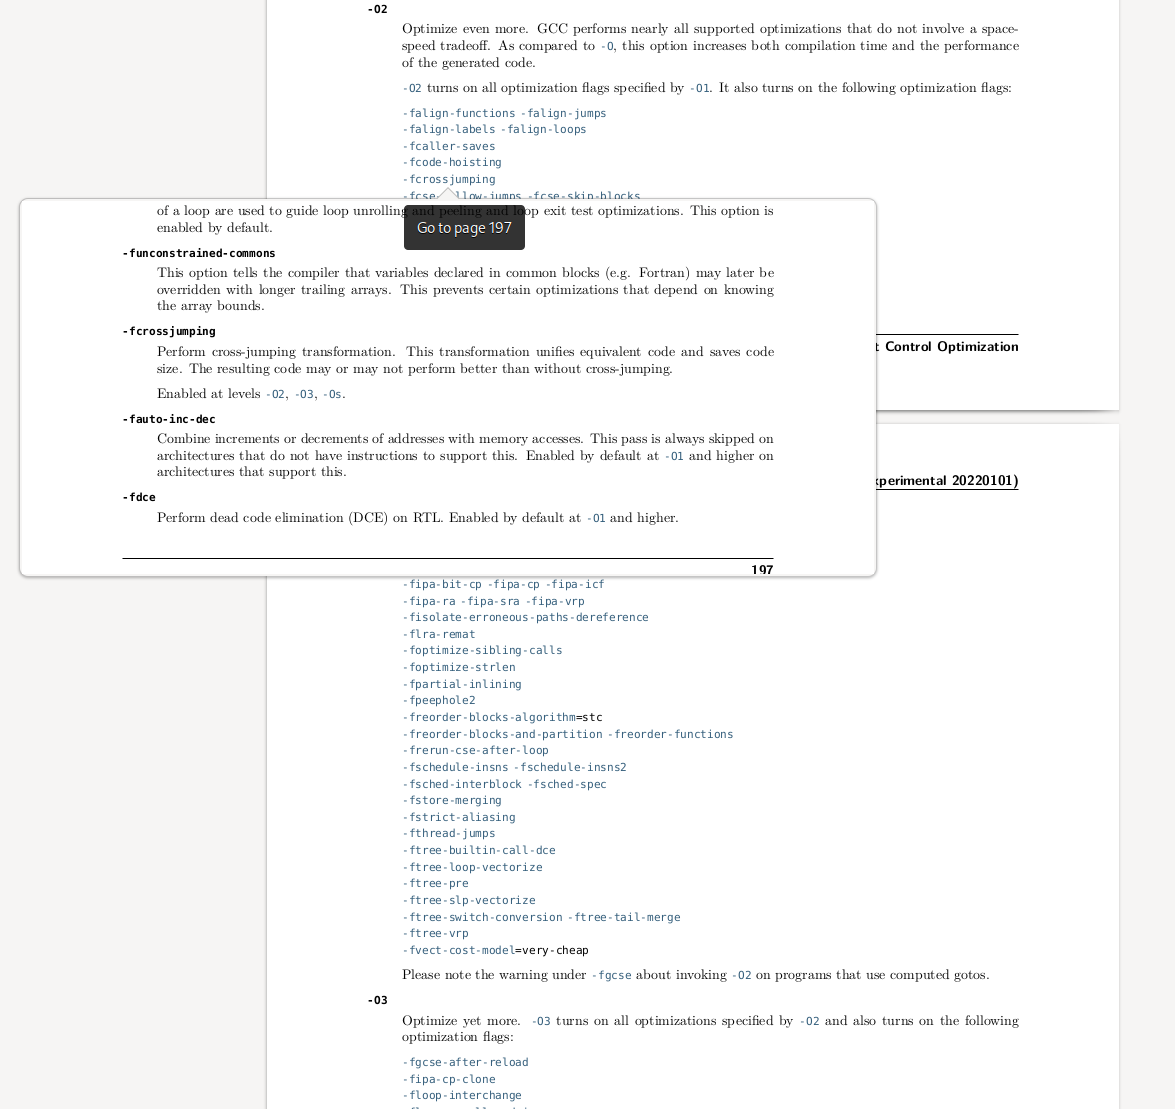 -O2
Optimize even more. GCC performs nearly all supported optimizations that do not involve a space-
speed tradeoff. As compared to -O, this option increases both compilation time and the performance
of the generated code.
-O2 turns on all optimization flags specified by -O1. It also turns on the following optimization flags:
-falign-functions -falign-jumps
-falign-labels -falign-loops
-fcaller-saves
-fcode-hoisting
-fcrossjumping
-fcse- llow-jumps -fcse-skip-blocks
of a loop are used to guide loop unrolling and peeling and loop exit test optimizations. This option is
enabled by default.
Go to page 197
-funconstrained-commons
This option tells the compiler that variables declared in common blocks (e.g. Fortran) may later be
overridden with longer trailing arrays. This prevents certain optimizations that depend on knowing
the array bounds.
-fcrossjumping
Perform cross-jumping transformation. This transformation unifies equivalent code and saves code
size. The resulting code may or may not perform better than without cross-jumping.
Enabled at levels -O2, -O3, -Os.
-fauto-inc-dec
Combine increments or decrements of addresses with memory accesses. This pass is always skipped on
architectures that do not have instructions to support this. Enabled by default at -O1 and higher on
architectures that support this.
-fdce
Perform dead code elimination (DCE) on RTL. Enabled by default at -O1 and higher.
197
t Control Optimization
xperimental 20220101)
-fipa-bit-cp -fipa-cp -fipa-icf
-fipa-ra -fipa-sra -fipa-vrp
-fisolate-erroneous-paths-dereference
-flra-remat
-foptimize-sibling-calls
-foptimize-strlen
-fpartial-inlining
-fpeephole2
-freorder-blocks-algorithm=stc
-freorder-blocks-and-partition -freorder-functions
-frerun-cse-after-loop
-fschedule-insns -fschedule-insns2
-fsched-interblock -fsched-spec
-fstore-merging
-fstrict-aliasing
-fthread-jumps
-ftree-builtin-call-dce
-ftree-loop-vectorize
-ftree-pre
-ftree-slp-vectorize
-ftree-switch-conversion -ftree-tail-merge
-ftree-vrp
-fvect-cost-model=very-cheap
Please note the warning under -fgcse about invoking -O2 on programs that use computed gotos.
-O3
Optimize yet more. -O3 turns on all optimizations specified by -O2 and also turns on the following
optimization flags:
-fgcse-after-reload
-fipa-cp-clone
-floop-interchange